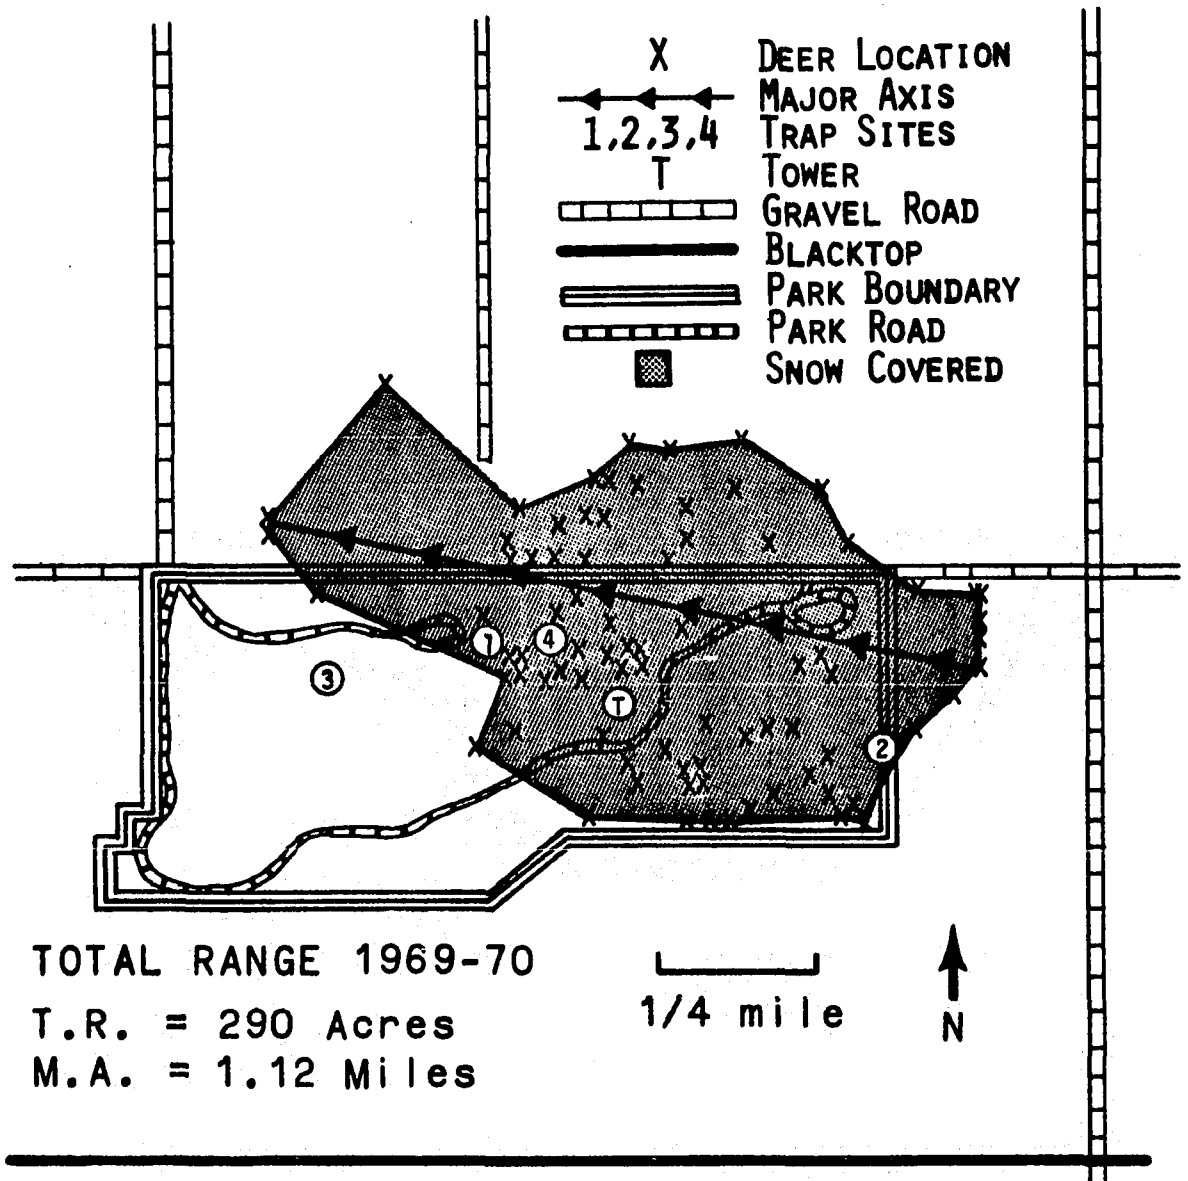 X DEER LOCATION
MAJOR AXIS
1,2,3,4 TRAP SITES
T TOWER
GRAVEL ROAD
BLACKTOP
PARK BOUNDARY
PARK ROAD
SNOW COVERED
1
4
3
T
2
TOTAL RANGE 1969-70
T.R. = 290 Acres
M.A. = 1.12 Miles
1/4 mile
N